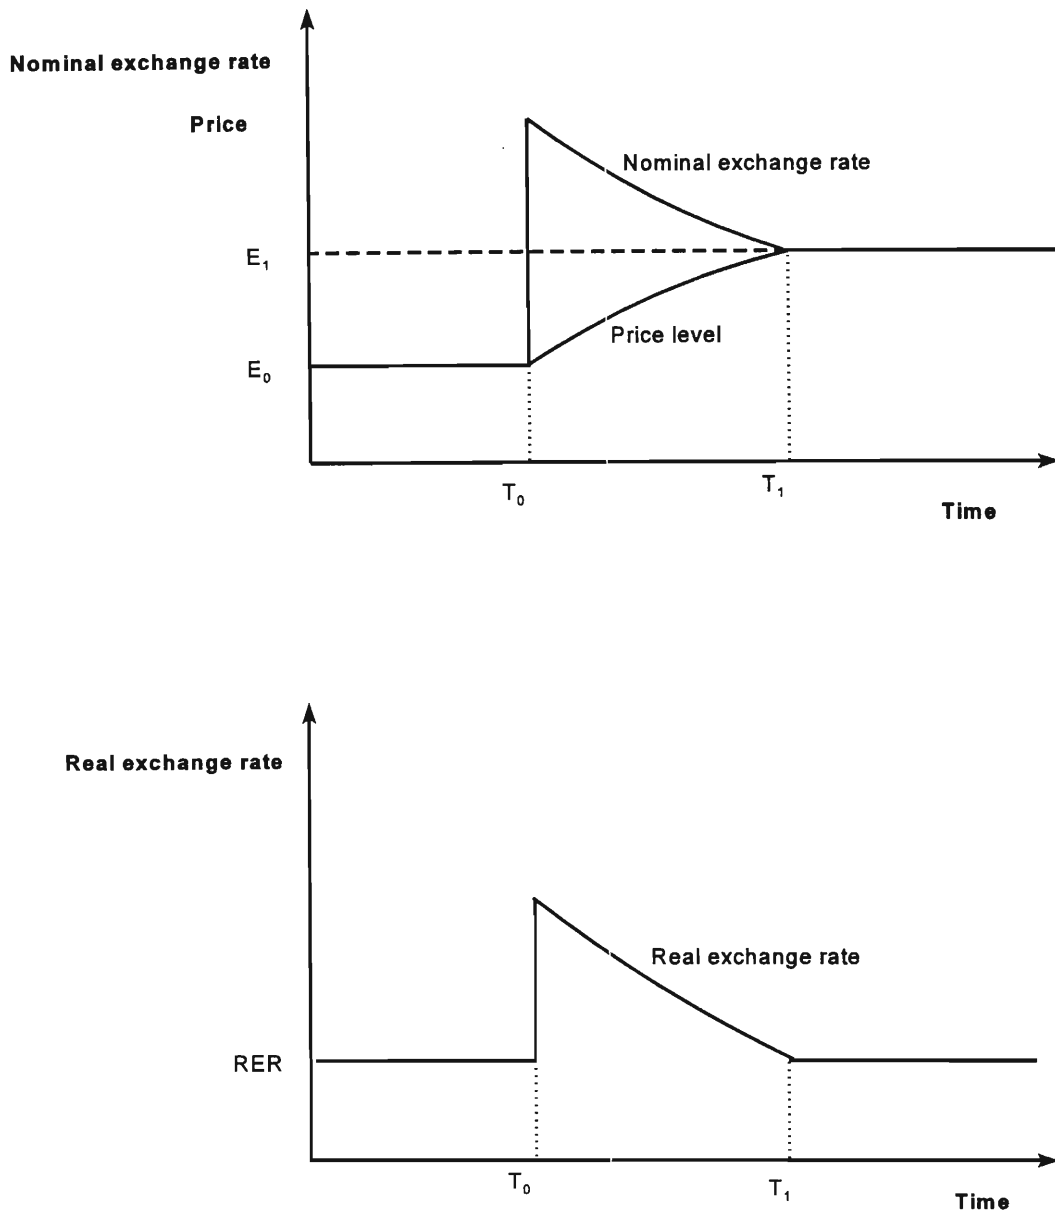 Nominal exchange rate
Price
Nominal exchange rate
E₁
Price level
E₀
T₀
T₁
Time
Real exchange rate
Real exchange rate
RER
T₀
T₁
Time